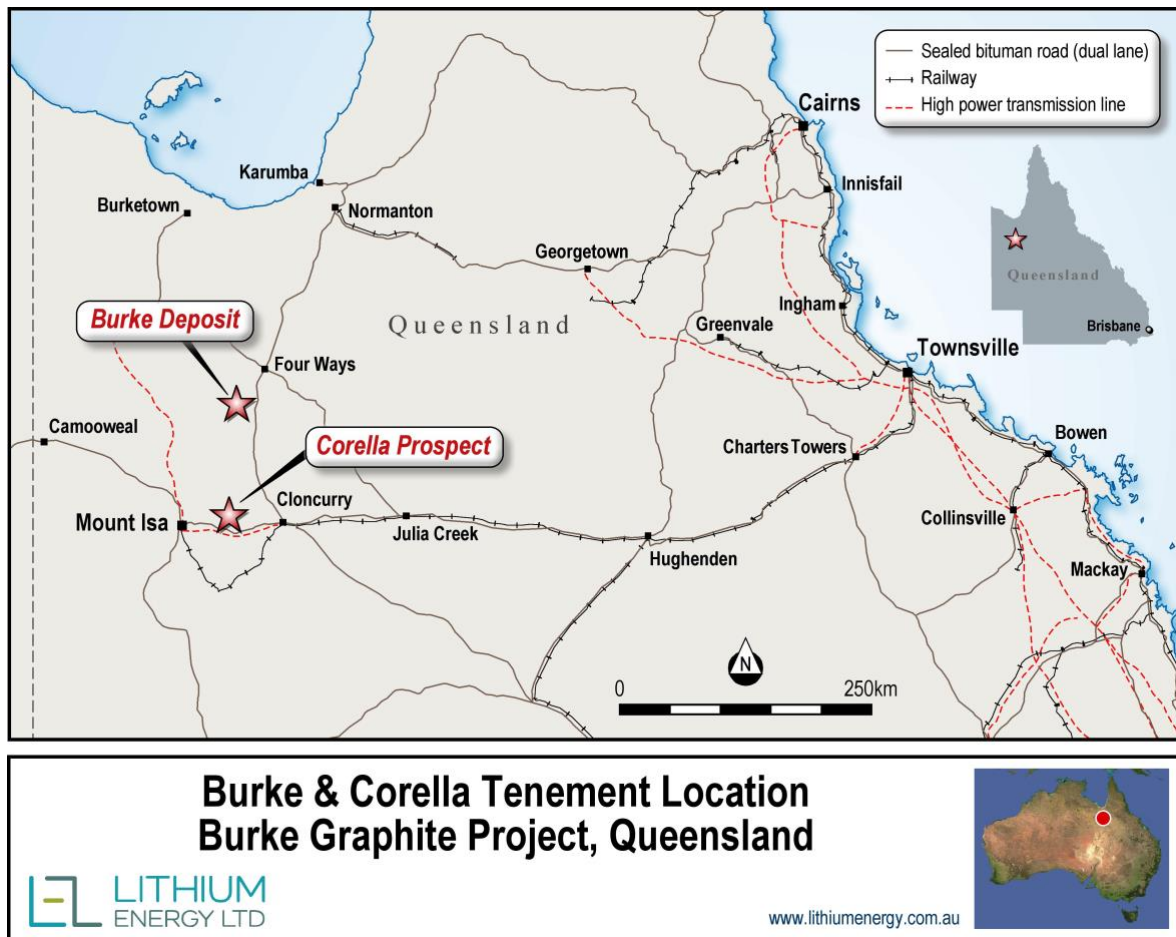 Sealed bituman road (dual lane)
Railway
High power transmission line
Cairns
Karumba
Innisfail
Burketown
Normanton
Georgetown
Queensland
Brisbane
Burke Deposit
Queensland
Ingham
Greenvale
Townsville
Four Ways
Camooweal
Corella Prospect
Charters Towers
Bowen
Mount Isa
Cloncurry
Julia Creek
Collinsville
Hughenden
Mackay
N
0 250km
Burke & Corella Tenement Location
Burke Graphite Project, Queensland
LITHIUM
ENERGY LTD
www.lithiumenergy.com.au